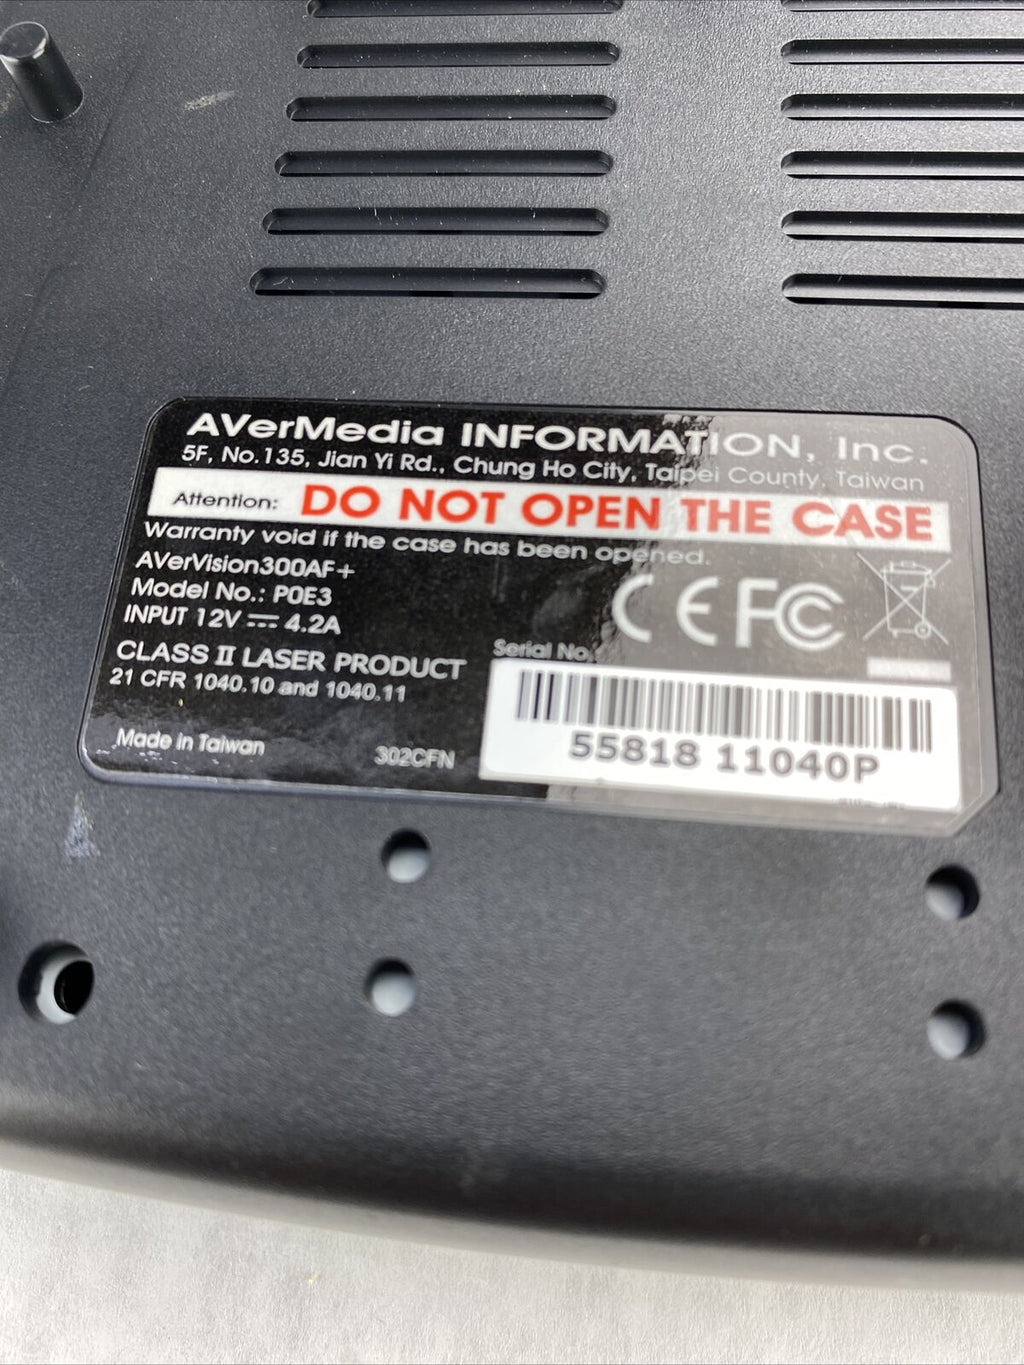 AVerMedia INFORMATION, Inc.
5F, No.135, Jian Yi Rd., Chung Ho City, Taipei County, Taiwan
Attention: DO NOT OPEN THE CASE
Warranty void if the case has been opened.
AVerVision300AF+
Model No.: P0E3
INPUT 12V ⎓ 4.2A
CE FC
CLASS II LASER PRODUCT
21 CFR 1040.10 and 1040.11
Serial No.
55818 11040P
Made in Taiwan
302CFN